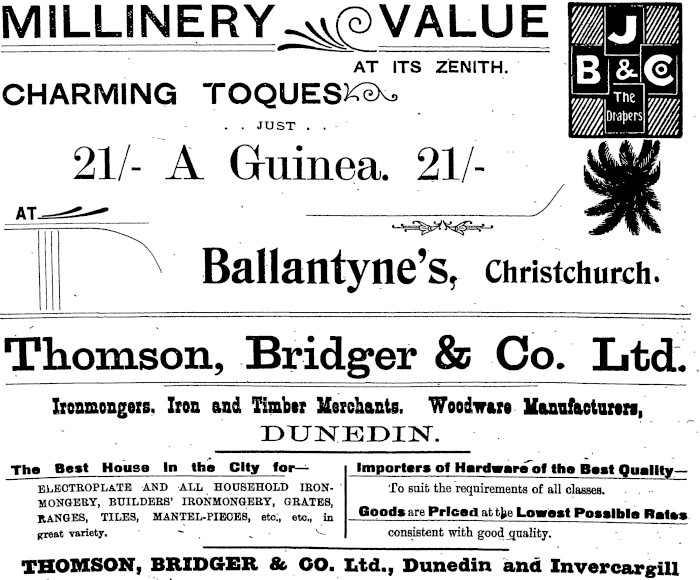 MILLINERY VALUE
AT ITS ZENITH.
J
B & Co
The
Drapers
CHARMING TOQUES
. . JUST . .
21/- A Guinea. 21/-
AT
Ballantyne's, Christchurch.
Thomson, Bridger & Co. Ltd.
Ironmongers, Iron and Timber Merchants, Woodware Manufacturers,
DUNEDIN.
The Best House in the City for—
ELECTROPLATE AND ALL HOUSEHOLD IRON-
MONGERY, BUILDERS' IRONMONGERY, GRATES,
RANGES, TILES, MANTEL-PIECES, etc., etc., in
great variety.
Importers of Hardware of the Best Quality—
To suit the requirements of all classes.
Goods are Priced at the Lowest Possible Rates
consistent with good quality.
THOMSON, BRIDGER & CO. Ltd., Dunedin and Invercargill